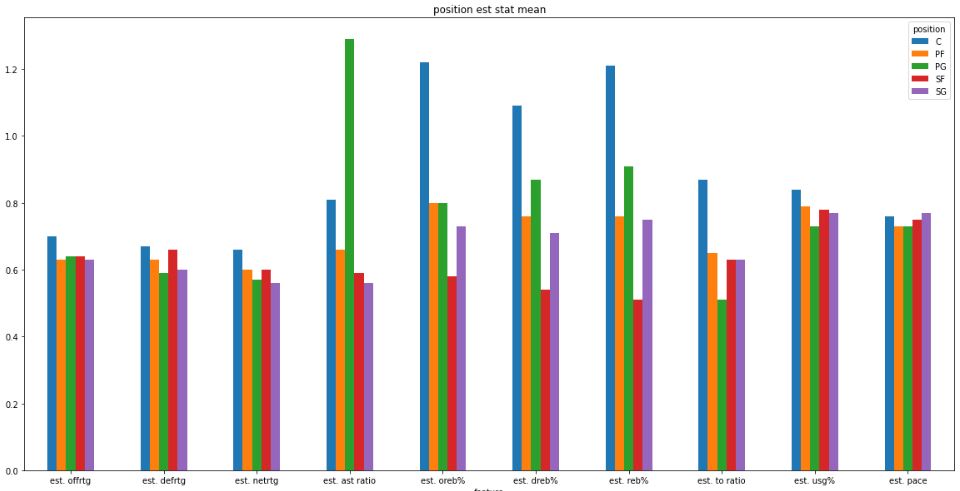 position est stat mean
position
C
PF
PG
SF
SG
1.2
1.0
0.8
0.6
0.4
0.2
0.0
est. offrtg est. defrtg est. netrtg est. ast ratio est. oreb% est. dreb% est. reb% est. to ratio est. usg% est. pace